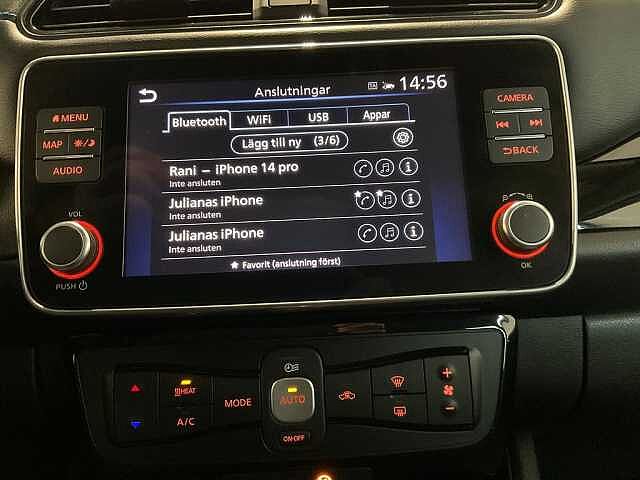 Anslutningar
TA
14:56
Bluetooth WiFi USB Appar
Lägg till ny (3/6)
Rani – iPhone 14 pro
Inte ansluten
Julianas iPhone
Inte ansluten
Julianas iPhone
Inte ansluten
Favorit (anslutning först)
MENU
MAP
AUDIO
VOL
PUSH
CAMERA
BACK
OK
HEAT
A/C
MODE
AUTO
ON·OFF